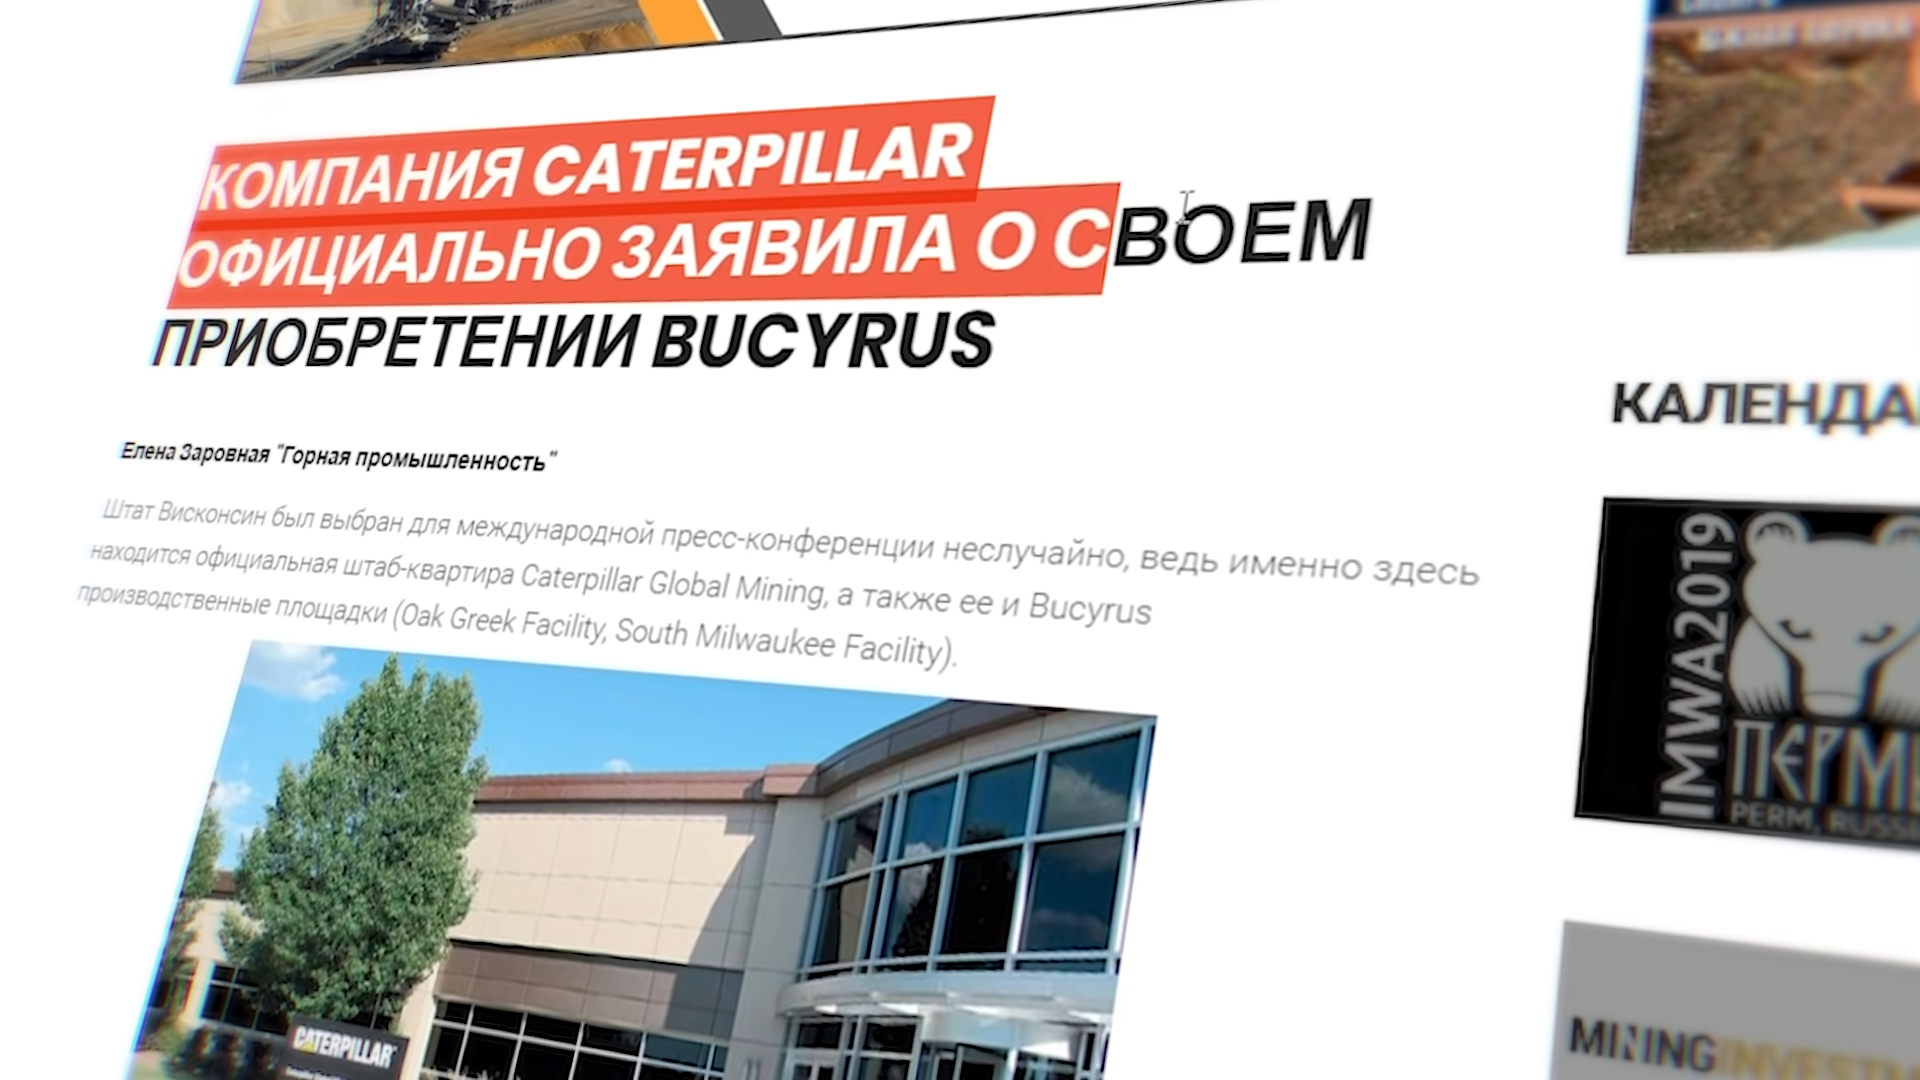 КОМПАНИЯ CATERPILLAR
ОФИЦИАЛЬНО ЗАЯВИЛА О СВОЕМ
ПРИОБРЕТЕНИИ BUCYRUS
Елена Заровная "Горная промышленность"
Штат Висконсин был выбран для международной пресс-конференции неслучайно, ведь именно здесь
находится официальная штаб-квартира Caterpillar Global Mining, а также ее и Bucyrus
производственные площадки (Oak Greek Facility, South Milwaukee Facility).
CATERPILLAR
КАЛЕНДА
IMWA2019
ПЕРМЬ
PERM, RUSSI
MINING INVESTM